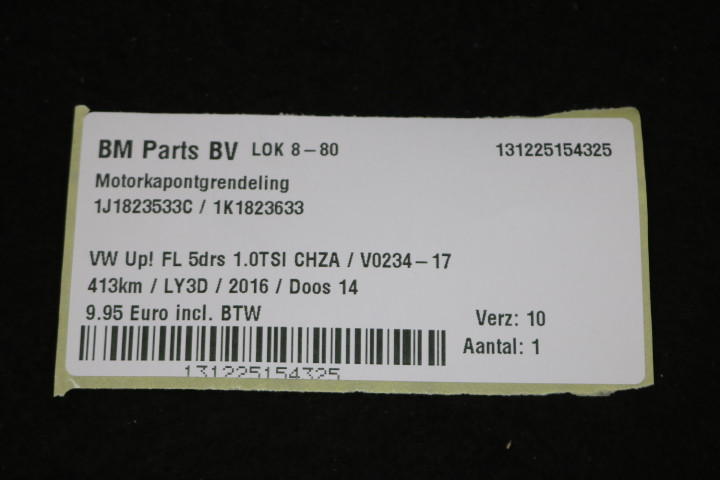 BM Parts BV LOK 8-80 131225154325
Motorkapontgrendeling
1J1823533C / 1K1823633
VW Up! FL 5drs 1.0TSI CHZA / V0234-17
413km / LY3D / 2016 / Doos 14
9.95 Euro incl. BTW Verz: 10
Aantal: 1
131225154325